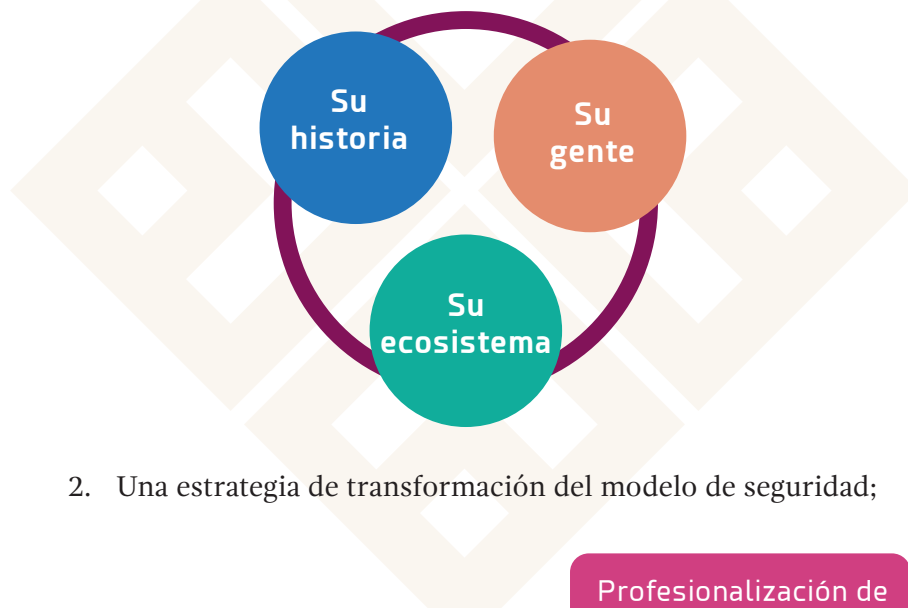 Su
historia
Su
gente
Su
ecosistema
2. Una estrategia de transformación del modelo de seguridad;
Profesionalización de